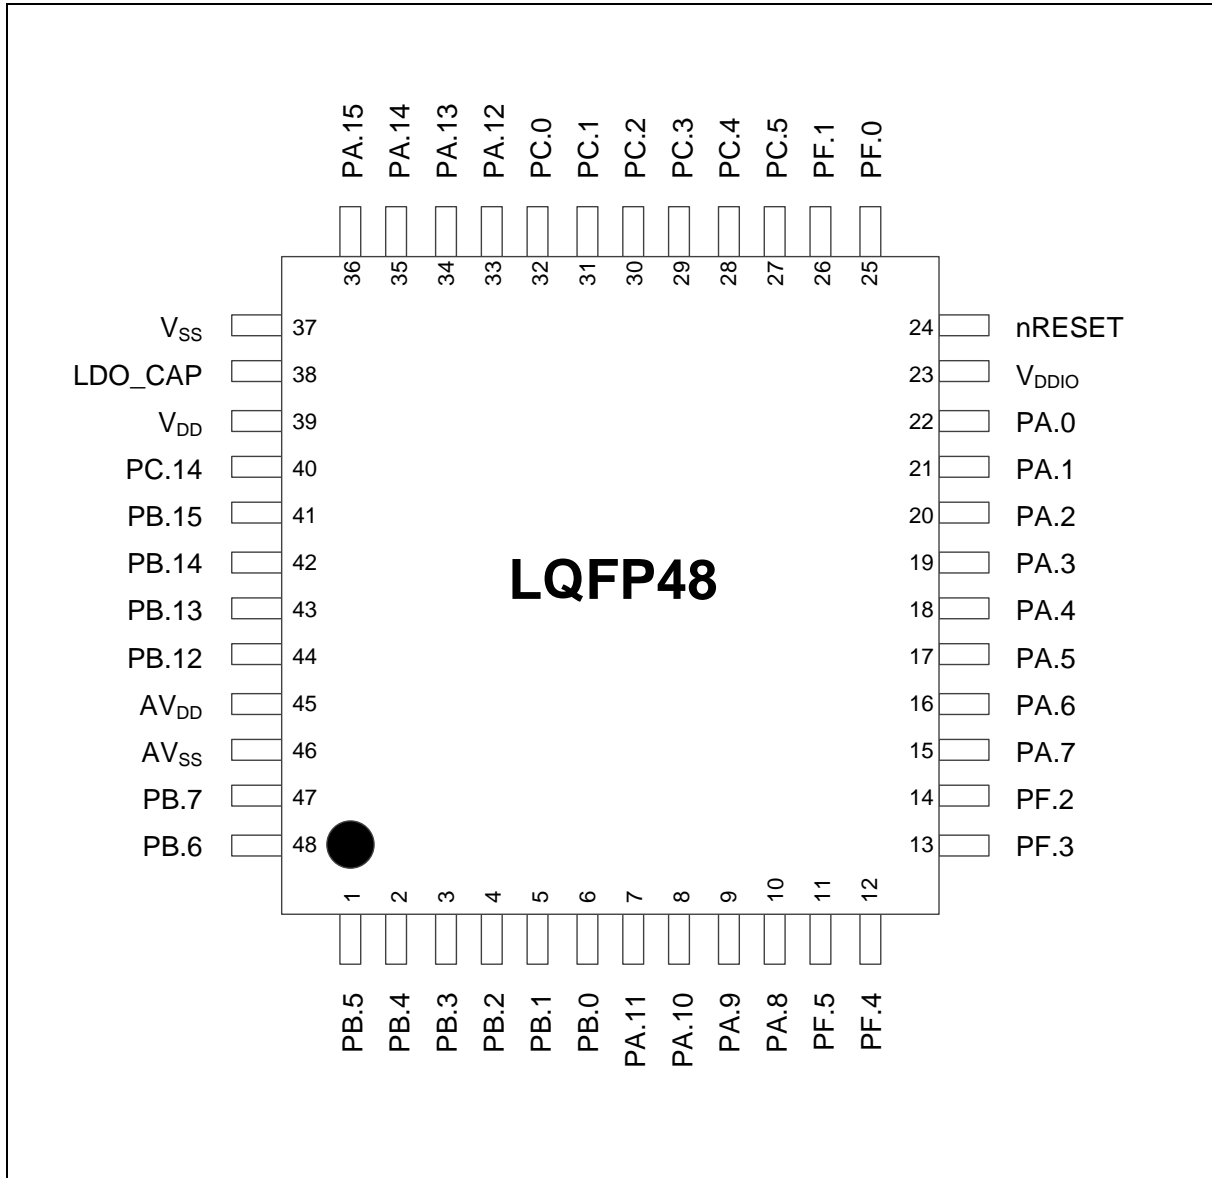 PA.15
PA.14
PA.13
PA.12
PC.0
PC.1
PC.2
PC.3
PC.4
PC.5
PF.1
PF.0
36
35
34
33
32
31
30
29
28
27
26
25
VSS 37
LDO_CAP 38
VDD 39
PC.14 40
PB.15 41
PB.14 42
PB.13 43
PB.12 44
AVDD 45
AVSS 46
PB.7 47
PB.6 48
LQFP48
24 nRESET
23 VDDIO
22 PA.0
21 PA.1
20 PA.2
19 PA.3
18 PA.4
17 PA.5
16 PA.6
15 PA.7
14 PF.2
13 PF.3
1
2
3
4
5
6
7
8
9
10
11
12
PB.5
PB.4
PB.3
PB.2
PB.1
PB.0
PA.11
PA.10
PA.9
PA.8
PF.5
PF.4